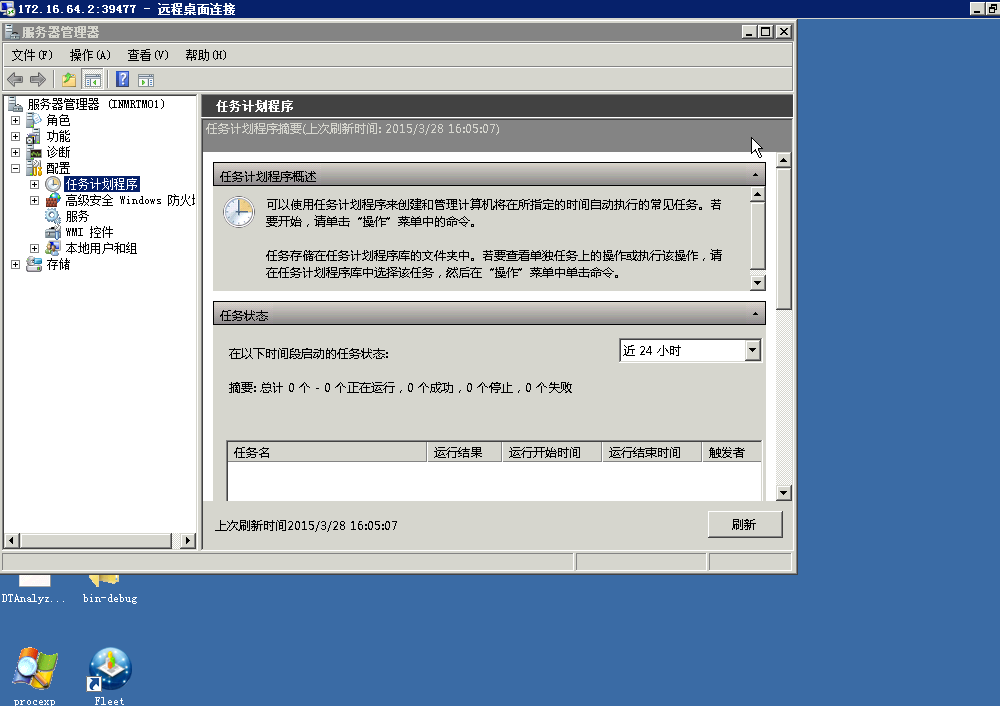 172.16.64.2:39477 - 远程桌面连接
服务器管理器
文件(F) 操作(A) 查看(V) 帮助(H)
服务器管理器 (INMRTM01)
角色
功能
诊断
配置
任务计划程序
高级安全 Windows 防火墙
服务
WMI 控件
本地用户和组
存储
任务计划程序
任务计划程序摘要(上次刷新时间: 2015/3/28 16:05:07)
任务计划程序概述
可以使用任务计划程序来创建和管理计算机将在所指定的时间自动执行的常见任务。若
要开始，请单击“操作”菜单中的命令。
任务存储在任务计划程序库的文件夹中。若要查看单独任务上的操作或执行该操作，请
在任务计划程序库中选择该任务，然后在“操作”菜单中单击命令。
任务状态
在以下时间段启动的任务状态:
近 24 小时
摘要: 总计 0 个 - 0 个正在运行，0 个成功，0 个停止，0 个失败
任务名 运行结果 运行开始时间 运行结束时间 触发者
上次刷新时间2015/3/28 16:05:07
刷新
DTAnalyz...
bin-debug
procexp
Fleet